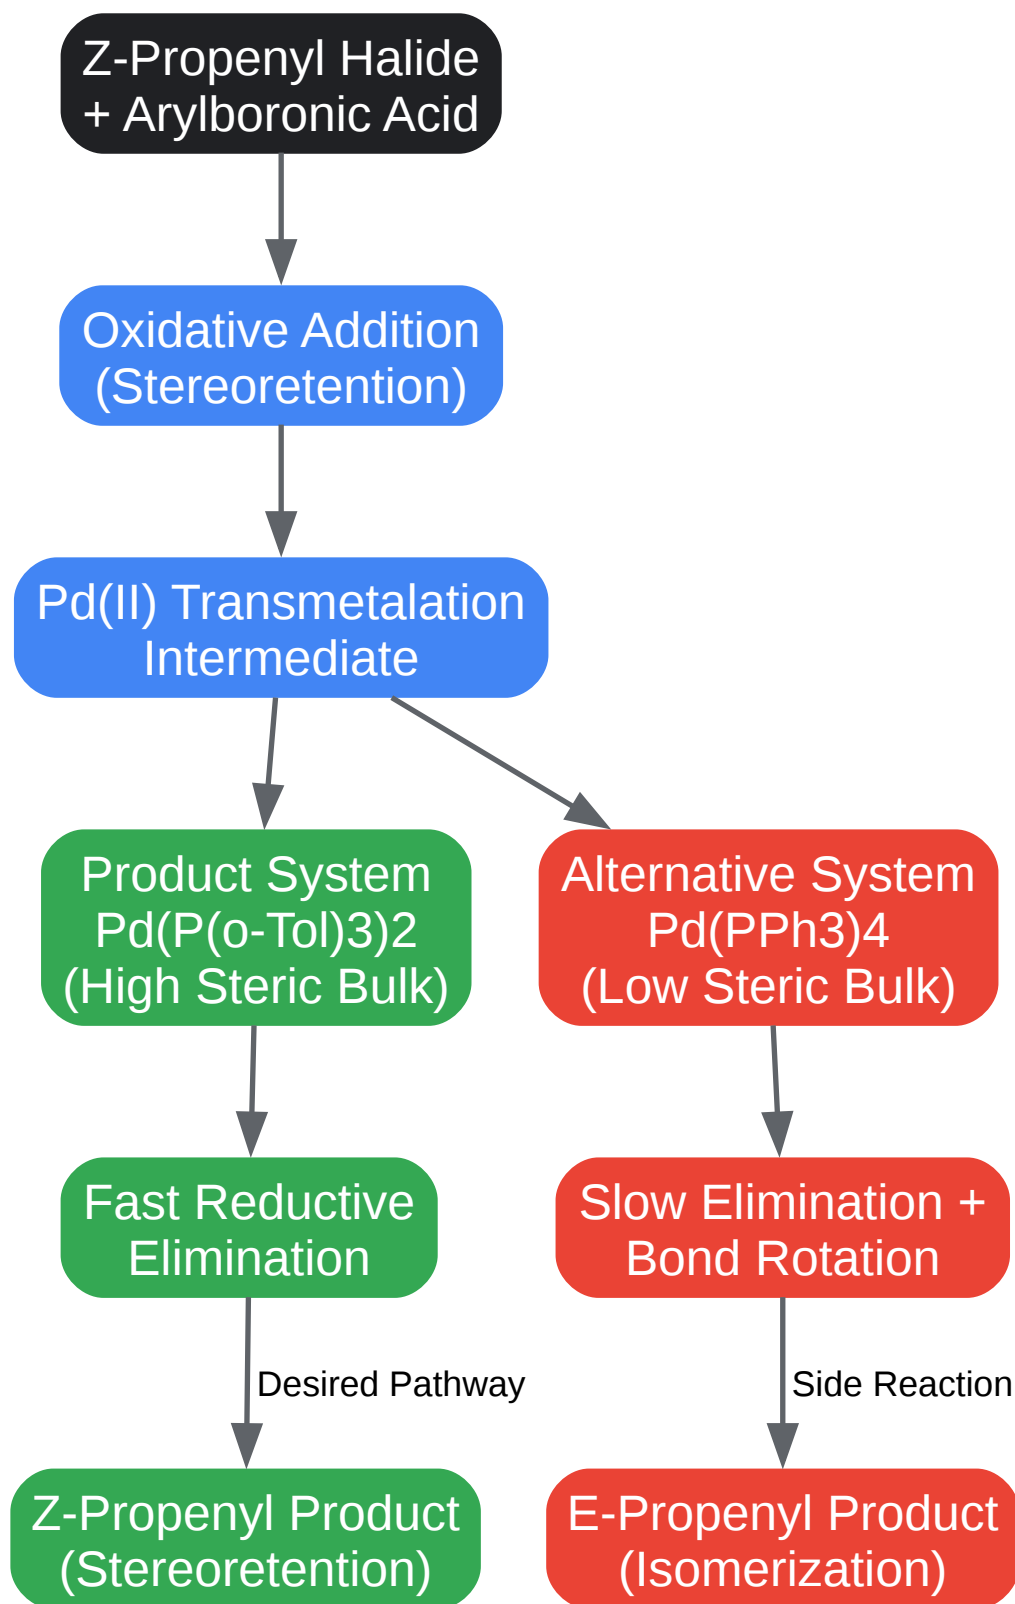 Z-Propenyl Halide
+ Arylboronic Acid
Oxidative Addition
(Stereoretention)
Pd(II) Transmetalation
Intermediate
Product System
Pd(P(o-Tol)3)2
(High Steric Bulk)
Alternative System
Pd(PPh3)4
(Low Steric Bulk)
Fast Reductive
Elimination
Slow Elimination +
Bond Rotation
Desired Pathway
Side Reaction
Z-Propenyl Product
(Stereoretention)
E-Propenyl Product
(Isomerization)